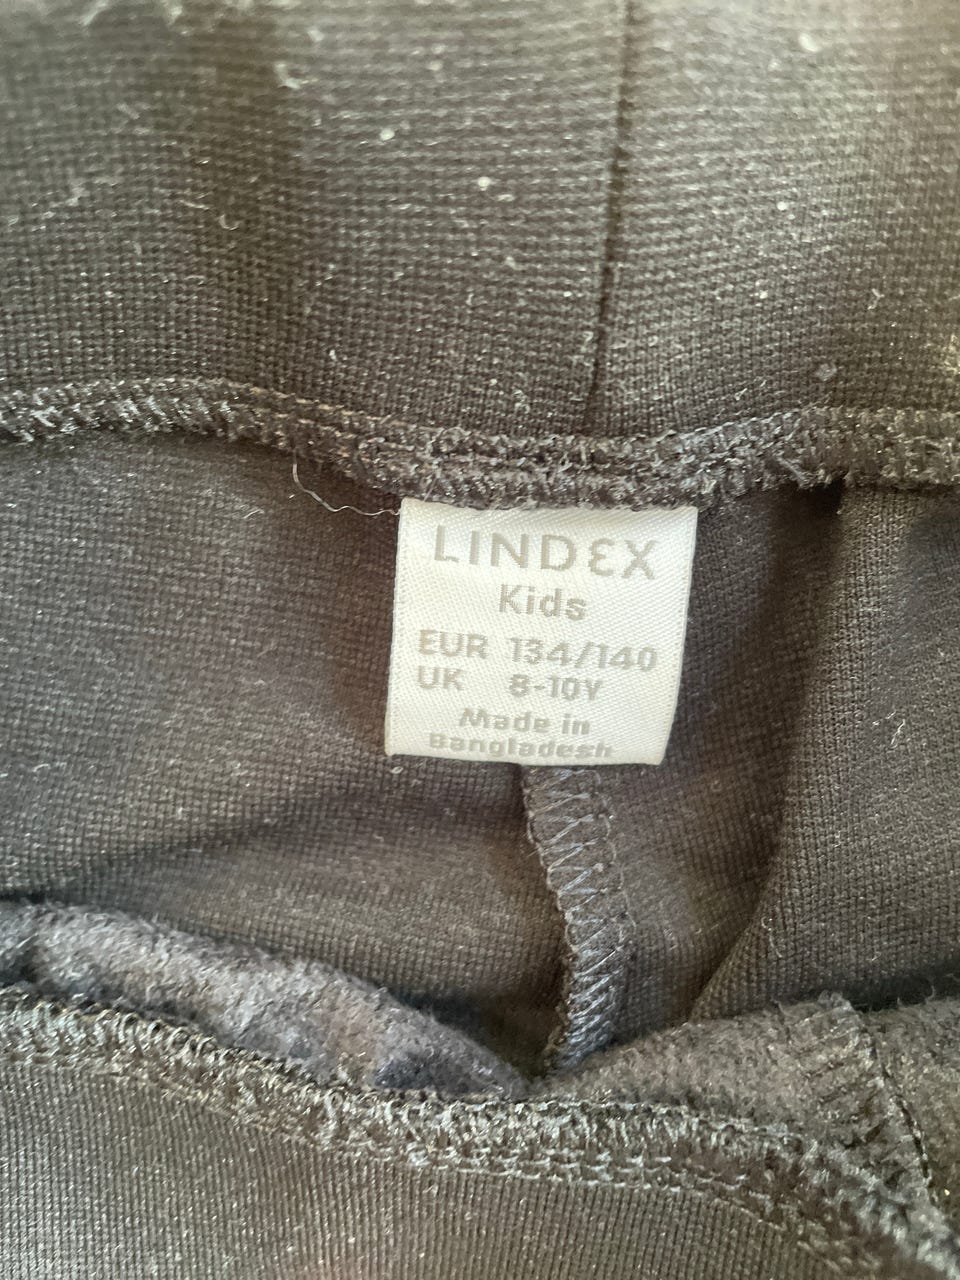 LINDEX
Kids
EUR 134/140
UK 8-10Y
Made in
Bangladesh